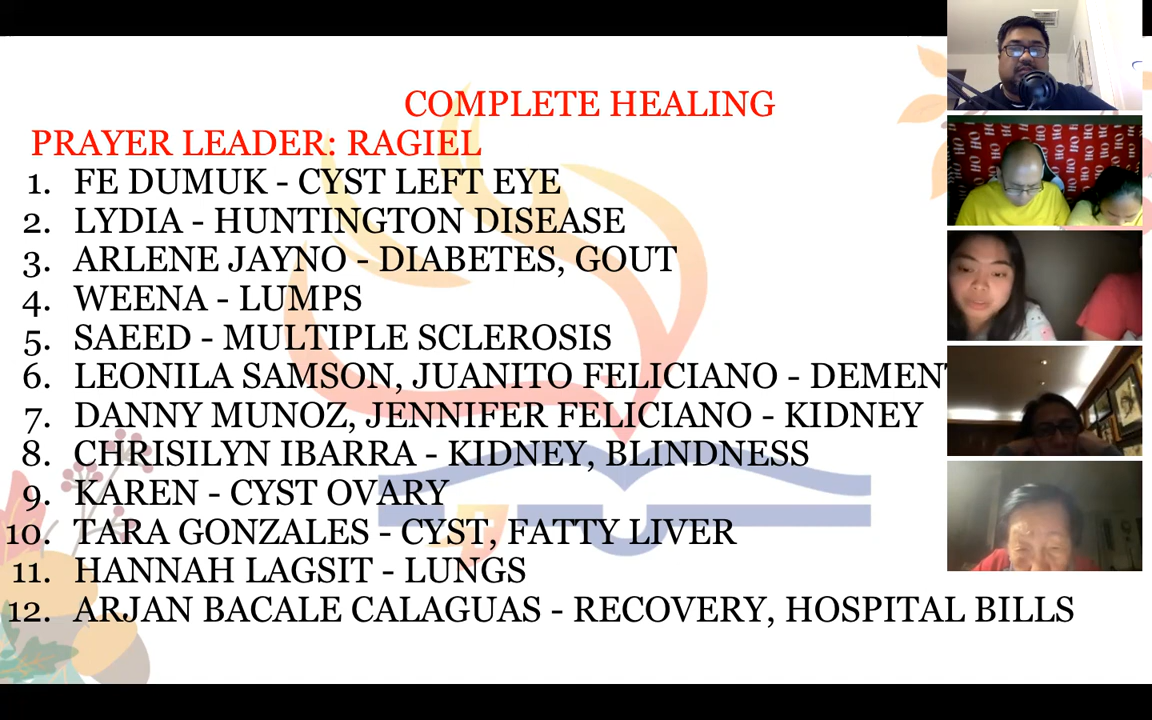 COMPLETE HEALING
PRAYER LEADER: RAGIEL
1. FE DUMUK - CYST LEFT EYE
2. LYDIA - HUNTINGTON DISEASE
3. ARLENE JAYNO - DIABETES, GOUT
4. WEENA - LUMPS
5. SAEED - MULTIPLE SCLEROSIS
6. LEONILA SAMSON, JUANITO FELICIANO -
7. DANNY MUNOZ, JENNIFER FELICIANO - KIDNEY
8. CHRISILYN IBARRA - KIDNEY, BLINDNESS
9. KAREN - CYST OVARY
10. TARA GONZALES - CYST, FATTY LIVER
11. HANNAH LAGSIT - LUNGS
12. ARJAN BACALE CALAGUAS - RECOVERY, HOSPITAL BILLS